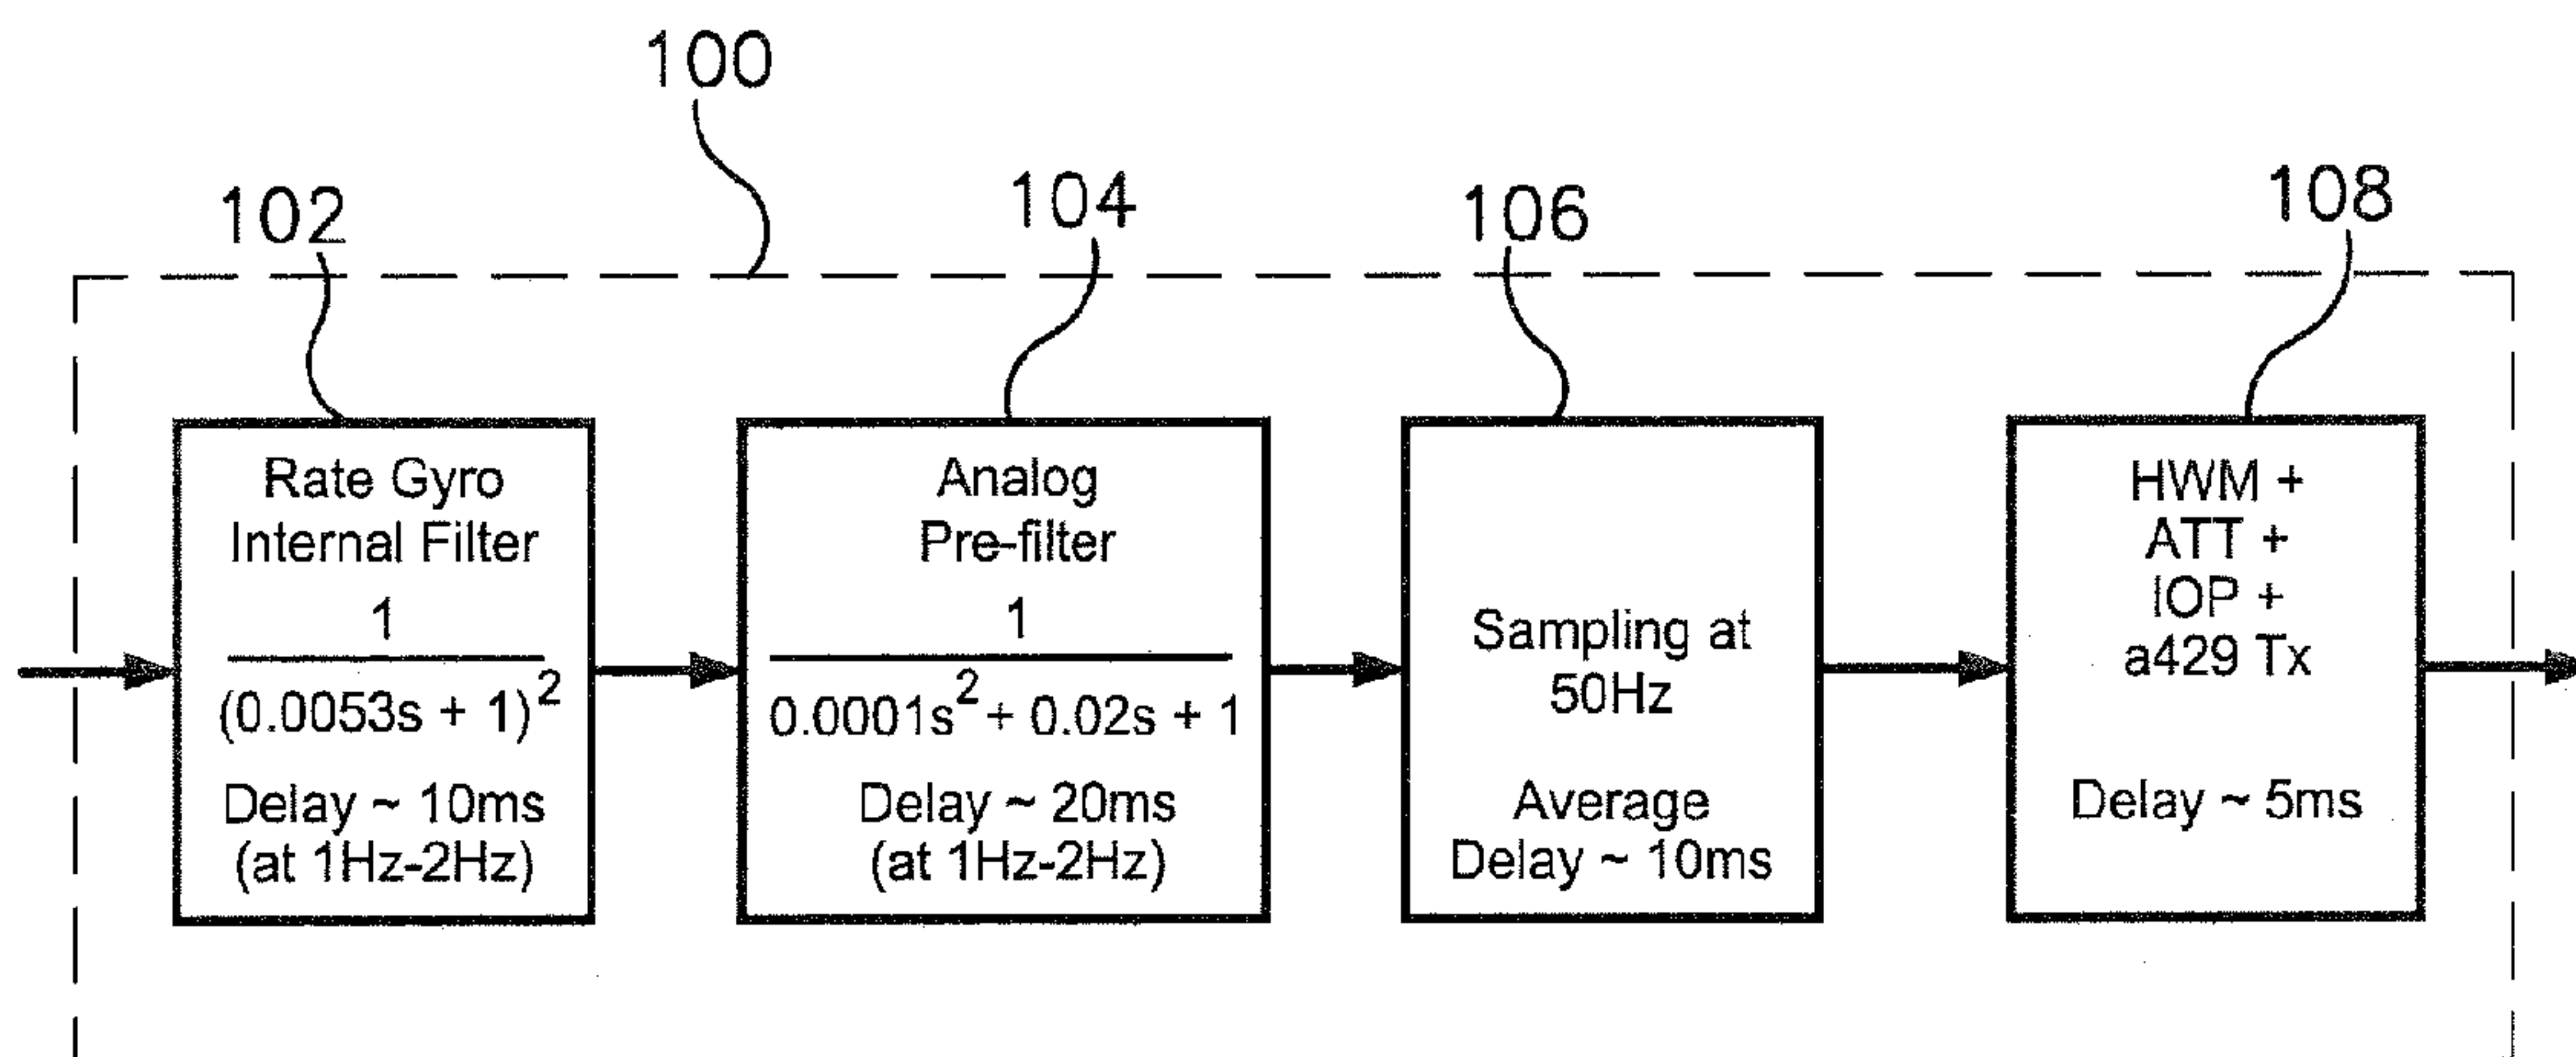 100
102
104
106
108
Rate Gyro
Internal Filter
1
(0.0053s + 1)²
Delay ~ 10ms
(at 1Hz-2Hz)
Analog
Pre-filter
1
0.0001s² + 0.02s + 1
Delay ~ 20ms
(at 1Hz-2Hz)
Sampling at
50Hz
Average
Delay ~ 10ms
HWM +
ATT +
IOP +
a429 Tx
Delay ~ 5ms